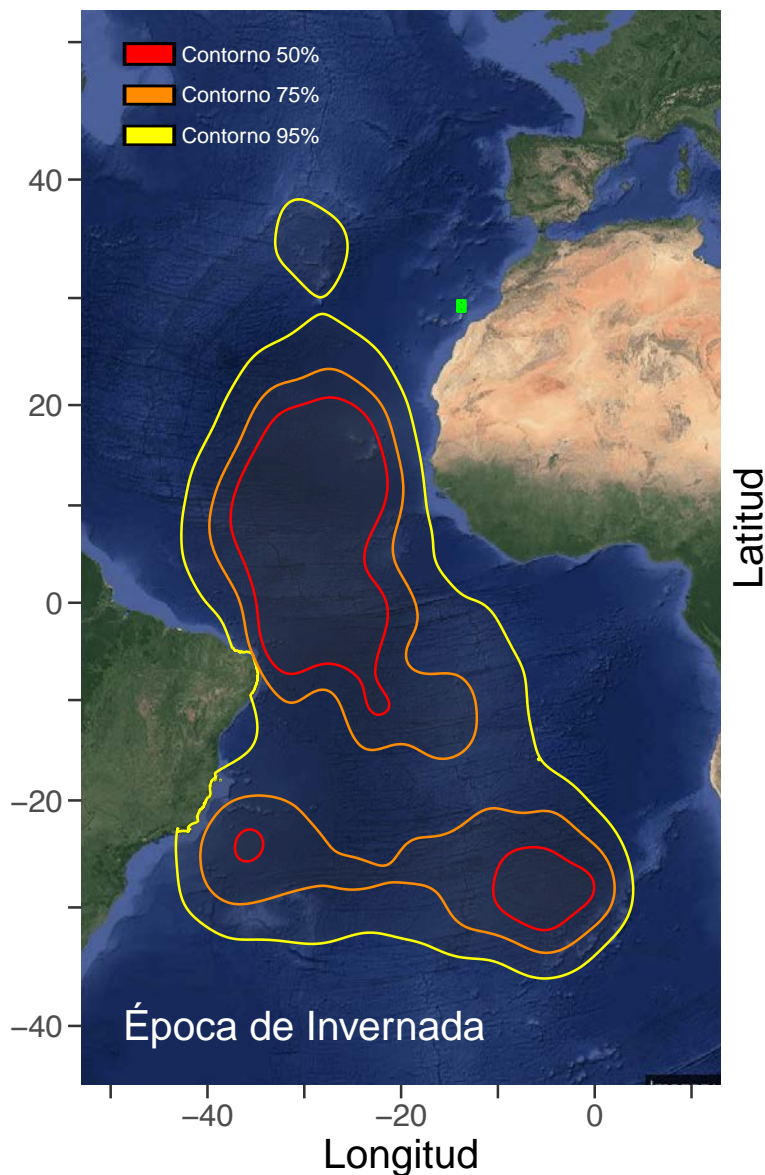 Contorno 50%
Contorno 75%
Contorno 95%
40
20
0
−20
−40
Latitud
Época de Invernada
−40
−20
0
Longitud